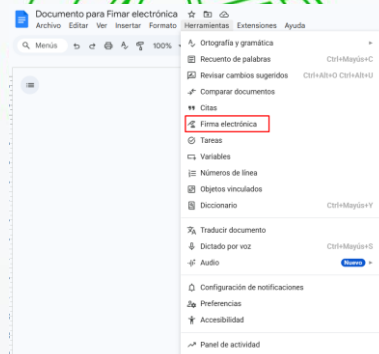 Documento para Fimar electrónica
Archivo Editar Ver Insertar Formato Herramientas Extensiones Ayuda
Menús 100%
Ortografía y gramática
Recuento de palabras Ctrl+Mayús+C
Revisar cambios sugeridos Ctrl+Alt+O Ctrl+Alt+U
Comparar documentos
Citas
Firma electrónica
Tareas
Variables
Números de línea
Objetos vinculados
Diccionario Ctrl+Mayús+Y
Traducir documento
Dictado por voz Ctrl+Mayús+S
Audio Nuevo
Configuración de notificaciones
Preferencias
Accesibilidad
Panel de actividad